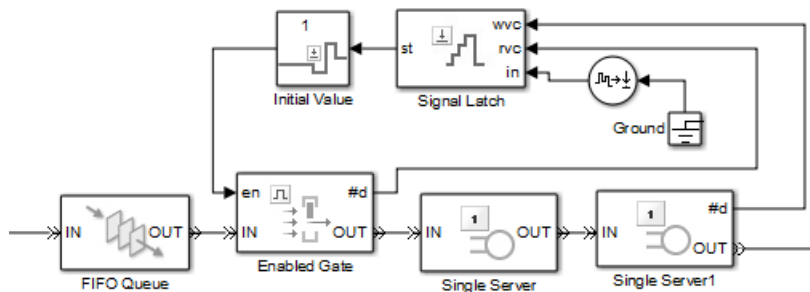 1
Initial Value
st
wvc
rvc
in
Signal Latch
Ground
IN
OUT
FIFO Queue
en
#d
IN
OUT
Enabled Gate
1
IN
OUT
Single Server
1
#d
IN
OUT
Single Server1